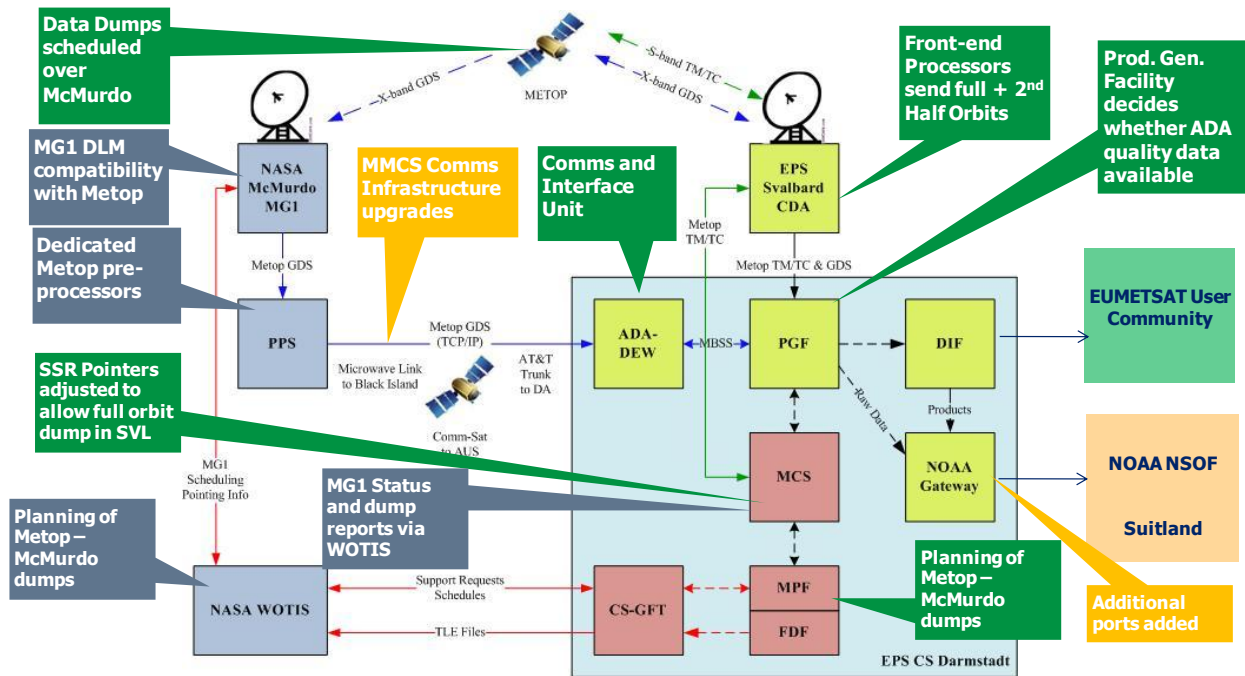 Data Dumps
scheduled
over
McMurdo
X-band GDS
METOP
S-band TM/TC
X-band GDS
Front-end
Processors
send full + 2nd
Half Orbits
Prod. Gen.
Facility
decides
whether ADA
quality data
available
MG1 DLM
compatibility
with Metop
NASA
McMurdo
MG1
MMCS Comms
Infrastructure
upgrades
Comms and
Interface
Unit
EPS
Svalbard
CDA
Metop
TM/TC
Dedicated
Metop pre-
processors
Metop GDS
Metop TM/TC & GDS
EUMETSAT User
Community
PPS
Metop GDS
(TCP/IP)
Microwave Link
to Black Island
AT&T
Trunk
to DA
ADA-
DEW
MBSS
PGF
DIF
SSR Pointers
adjusted to
allow full orbit
dump in SVL
Comm-Sat
to AUS
Raw Data
Products
MG1
Scheduling
Pointing Info
MG1 Status
and dump
reports via
WOTIS
MCS
NOAA
Gateway
NOAA NSOF
Suitland
Planning of
Metop –
McMurdo
dumps
NASA WOTIS
Support Requests
Schedules
TLE Files
CS-GFT
MPF
FDF
Planning of
Metop –
McMurdo
dumps
Additional
ports added
EPS CS Darmstadt